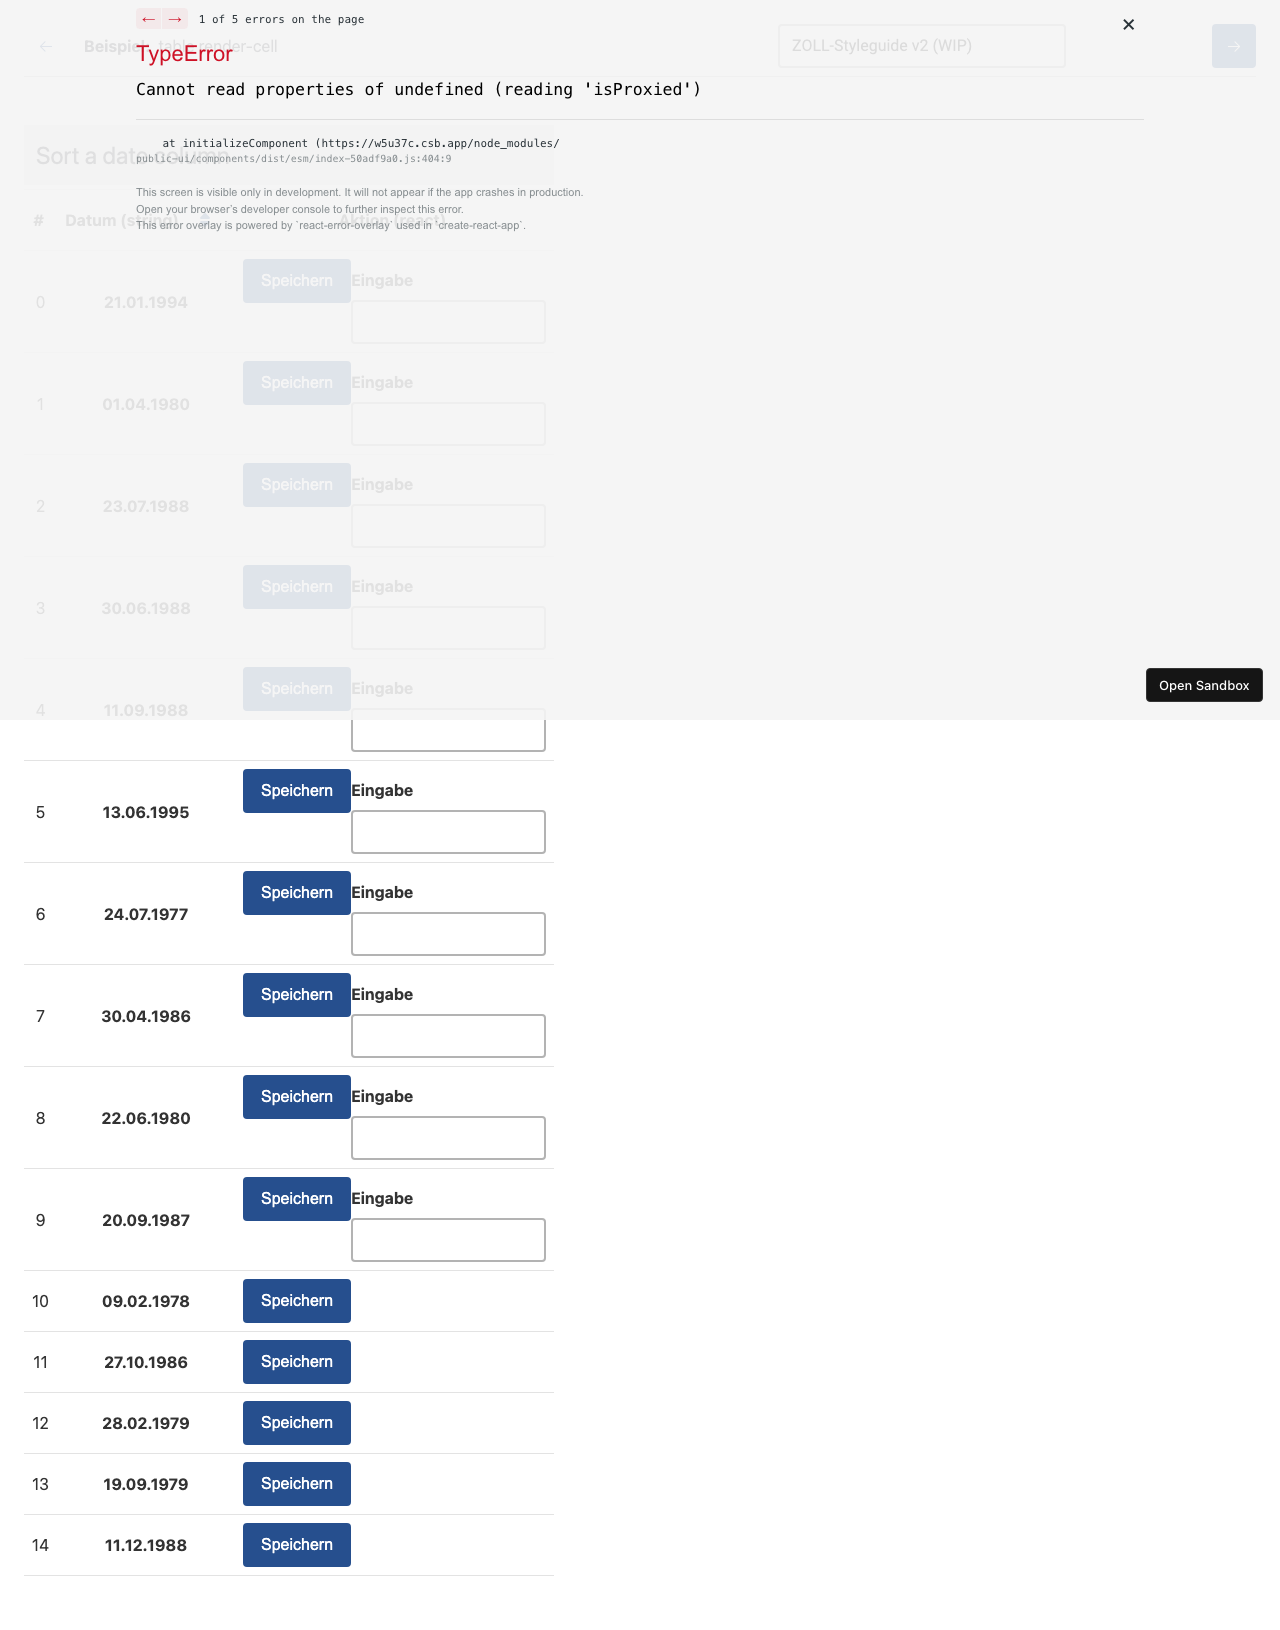 ← → 1 of 5 errors on the page ✕
← Beispiel table render-cell ZOLL-Styleguide v2 (WIP) →
TypeError
Cannot read properties of undefined (reading 'isProxied')
at initializeComponent (https://w5u37c.csb.app/node_modules/
Sort a date column
public-ui/components/dist/esm/index-50adf9a0.js:404:9
This screen is visible only in development. It will not appear if the app crashes in production.
Open your browser's developer console to further inspect this error.
# Datum (string) Aktion (react)
This error overlay is powered by `react-error-overlay` used in `create-react-app`.
Speichern Eingabe
0 21.01.1994
Speichern Eingabe
1 01.04.1980
Speichern Eingabe
2 23.07.1988
Speichern Eingabe
3 30.06.1988
Speichern Eingabe
Open Sandbox
4 11.09.1988
Speichern Eingabe
5 13.06.1995
Speichern Eingabe
6 24.07.1977
Speichern Eingabe
7 30.04.1986
Speichern Eingabe
8 22.06.1980
Speichern Eingabe
9 20.09.1987
10 09.02.1978 Speichern
11 27.10.1986 Speichern
12 28.02.1979 Speichern
13 19.09.1979 Speichern
14 11.12.1988 Speichern